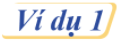 Ví dụ 1